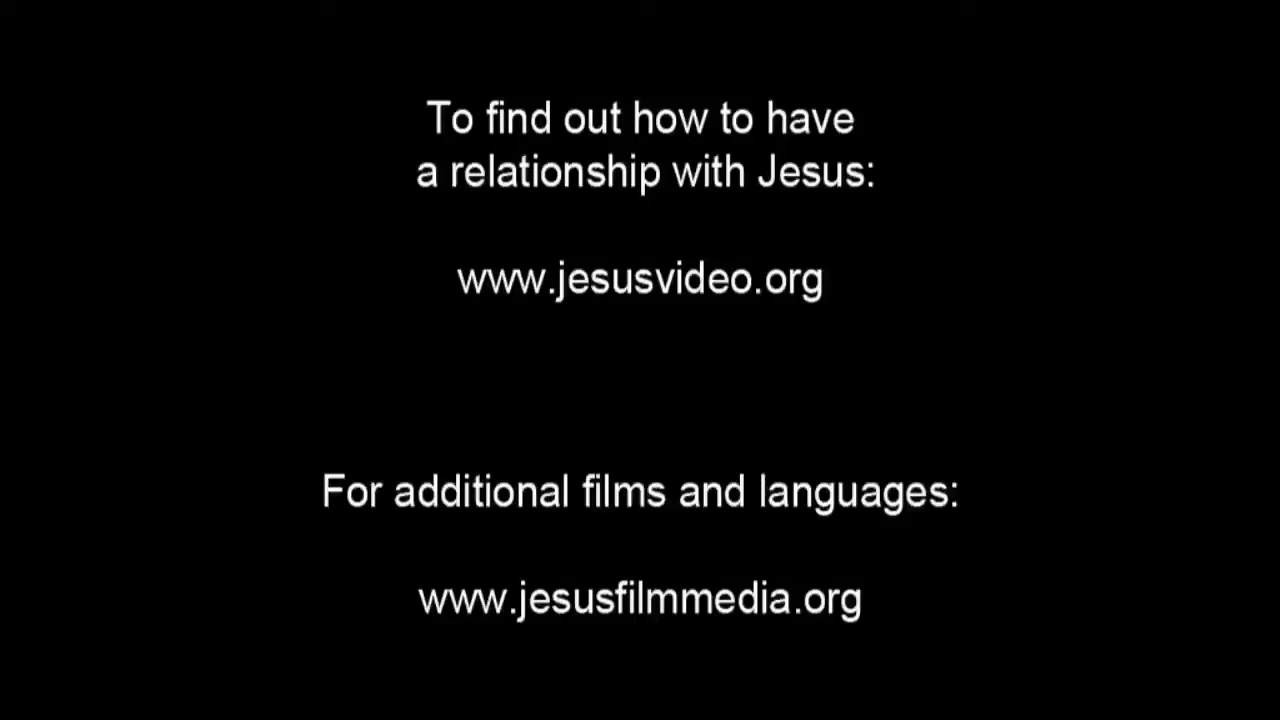 To find out how to have
a relationship with Jesus:
www.jesusvideo.org
For additional films and languages:
www.jesusfilmmedia.org